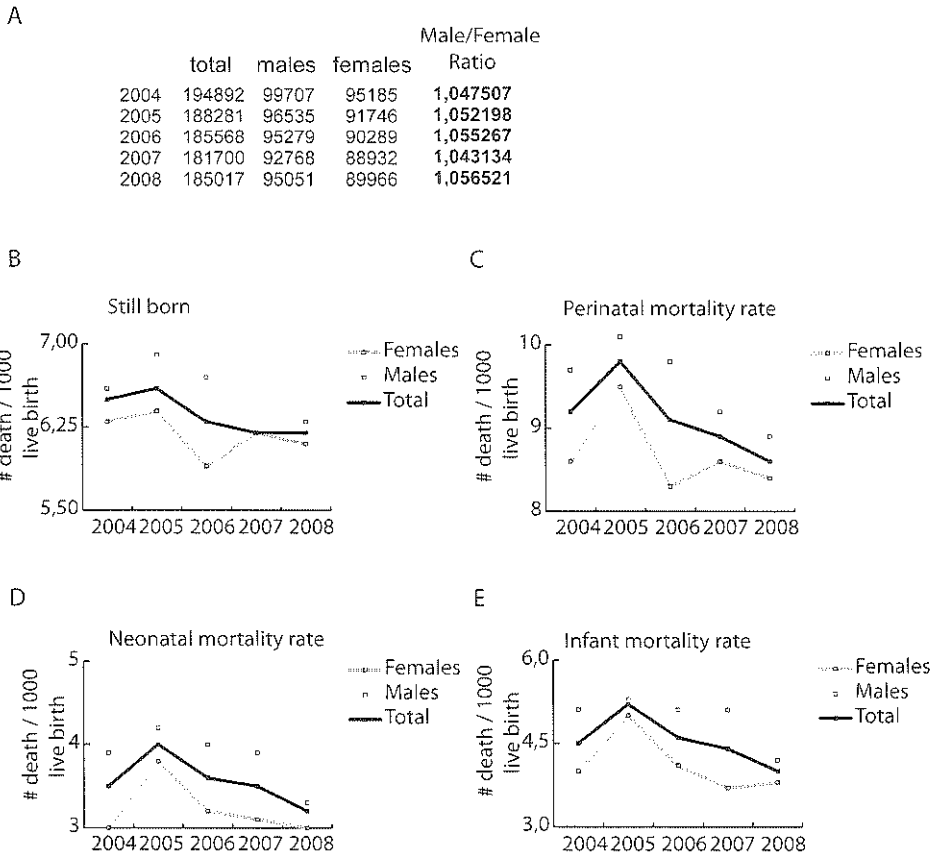 A
Male/Female
total males females Ratio
2004 194892 99707 95185 1,047507
2005 188281 96535 91746 1,052198
2006 185568 95279 90289 1,055267
2007 181700 92768 88932 1,043134
2008 185017 95051 89966 1,056521
B
Still born
# death / 1000
live birth
7,00
6,25
5,50
2004 2005 2006 2007 2008
Females
Males
Total
C
Perinatal mortality rate
# death / 1000
live birth
10
9
8
2004 2005 2006 2007 2008
Females
Males
Total
D
Neonatal mortality rate
# death / 1000
live birth
5
4
3
2004 2005 2006 2007 2008
Females
Males
Total
E
Infant mortality rate
# death / 1000
live birth
6,0
4,5
3,0
2004 2005 2006 2007 2008
Females
Males
Total